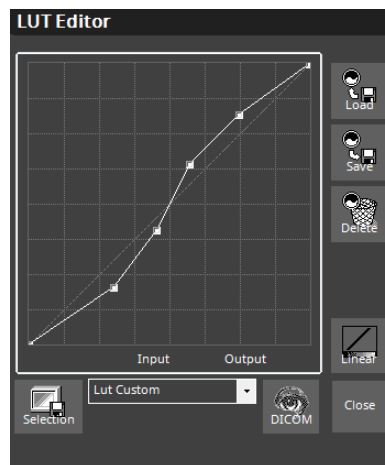 LUT Editor
Load
Save
Delete
Input Output
Linear
Selection
Lut Custom
DICOM
Close